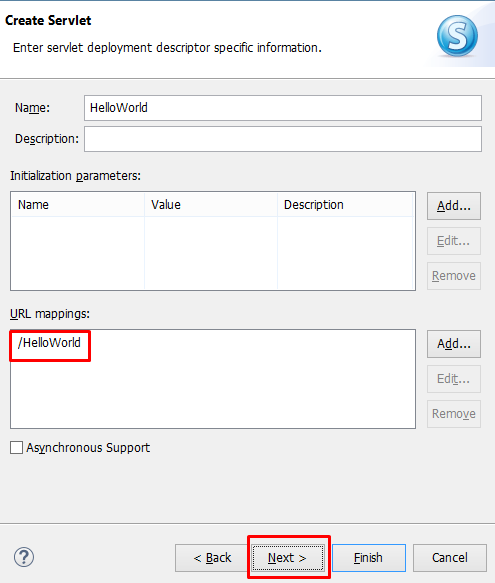 Create Servlet
Enter servlet deployment descriptor specific information.
S
Name: HelloWorld
Description:
Initialization parameters:
Name Value Description
Add...
Edit...
Remove
URL mappings:
/HelloWorld
Add...
Edit...
Remove
Asynchronous Support
? < Back Next > Finish Cancel